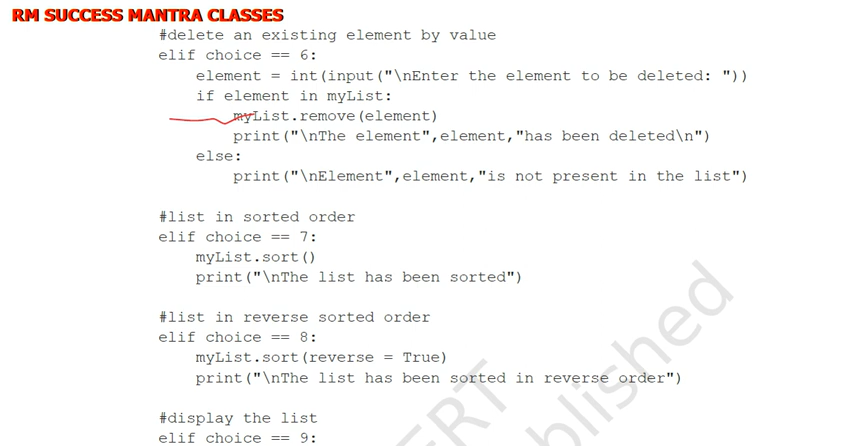 RM SUCCESS MANTRA CLASSES
#delete an existing element by value
elif choice == 6:
element = int(input("\nEnter the element to be deleted: "))
if element in myList:
myList.remove(element)
print("\nThe element",element,"has been deleted\n")
else:
print("\nElement",element,"is not present in the list")
#list in sorted order
elif choice == 7:
myList.sort()
print("\nThe list has been sorted")
#list in reverse sorted order
elif choice == 8:
myList.sort(reverse = True)
print("\nThe list has been sorted in reverse order")
#display the list
elif choice == 9: